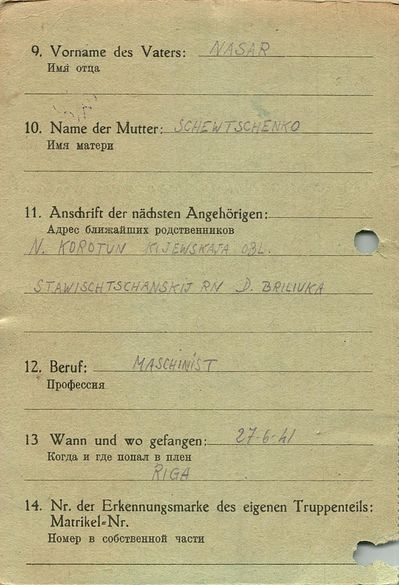 9. Vorname des Vaters: NASAR
Имя отца
10. Name der Mutter: SCHEWTSCHENKO
Имя матери
11. Anschrift der nächsten Angehörigen:
Адрес ближайших родственников
N. KOROTUN KIJEWSKAJA OBL.
STAWISCHTSCHANSKIJ RN D. BRILIUKA
12. Beruf: MASCHINIST
Профессия
13 Wann und wo gefangen: 27-6-41
Когда и где попал в плен
RIGA
14. Nr. der Erkennungsmarke des eigenen Truppenteils:
Matrikel-Nr.
Номер в собственной части